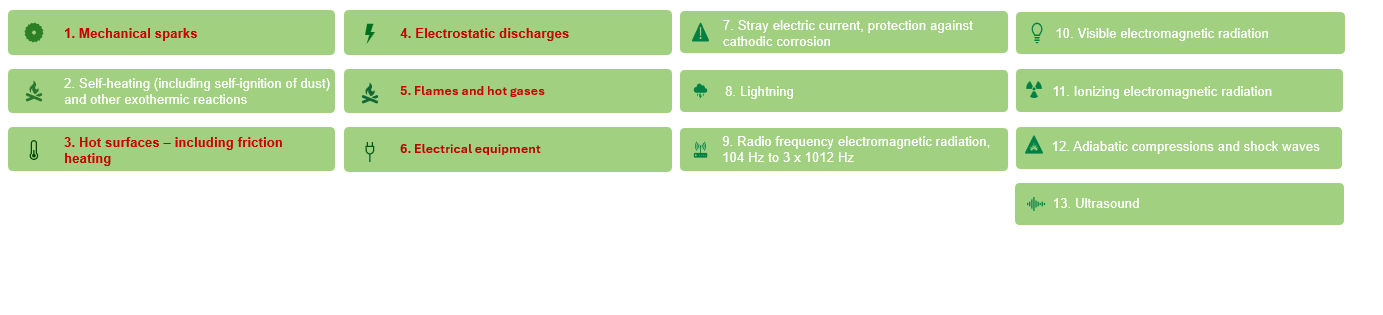 1. Mechanical sparks
2. Self-heating (including self-ignition of dust)
and other exothermic reactions
3. Hot surfaces – including friction
heating
4. Electrostatic discharges
5. Flames and hot gases
6. Electrical equipment
7. Stray electric current, protection against
cathodic corrosion
8. Lightning
9. Radio frequency electromagnetic radiation,
104 Hz to 3 x 1012 Hz
10. Visible electromagnetic radiation
11. Ionizing electromagnetic radiation
12. Adiabatic compressions and shock waves
13. Ultrasound